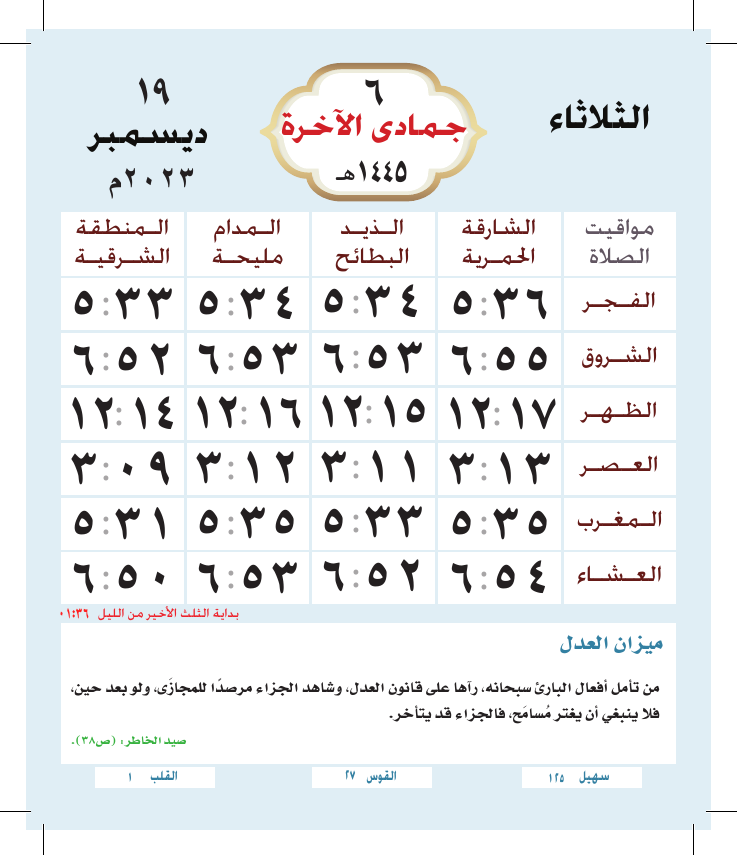 الثلاثاء
٦
جمادى الآخرة
١٤٤٥هـ
١٩
ديسمبر
٢٠٢٣م
مواقيت الصلاة	الشارقة الحمرية	الذيد البطائح	المدام مليحة	المنطقة الشرقية
الفجر	٥:٣٦	٥:٣٤	٥:٣٤	٥:٣٣
الشروق	٦:٥٥	٦:٥٣	٦:٥٣	٦:٥٢
الظهر	١٢:١٧	١٢:١٥	١٢:١٦	١٢:١٤
العصر	٣:١٣	٣:١١	٣:١٢	٣:٠٩
المغرب	٥:٣٥	٥:٣٣	٥:٣٥	٥:٣١
العشاء	٦:٥٤	٦:٥٢	٦:٥٣	٦:٥٠
بداية الثلث الأخير من الليل ٠١:٣٦
ميزان العدل
من تأمل أفعال البارئ سبحانه، رآها على قانون العدل، وشاهد الجزاء مرصدًا للمجازَى، ولو بعد حين،
فلا ينبغي أن يغتر مُسامَح، فالجزاء قد يتأخر.
صيد الخاطر: (ص٣٨).
سهيل ١٢٥
القوس ٢٧
القلب ١